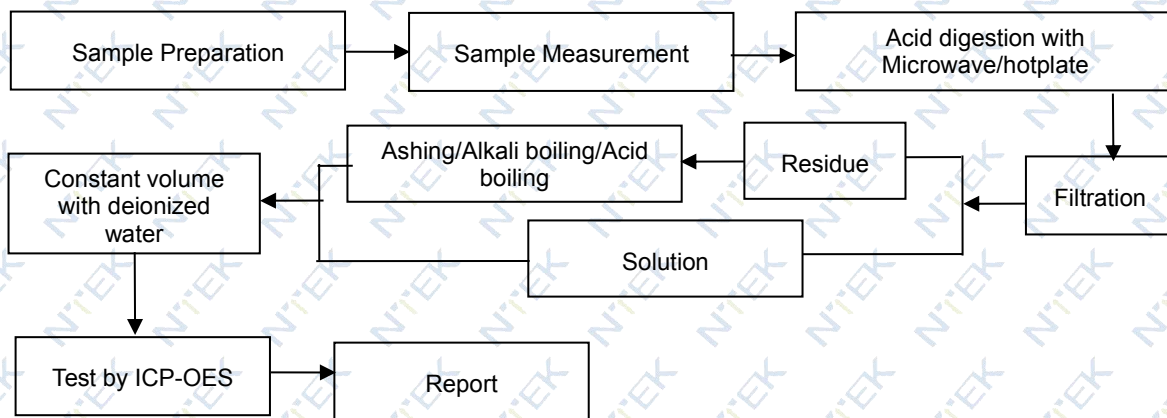 Sample Preparation
Sample Measurement
Acid digestion with
Microwave/hotplate
Filtration
Residue
Solution
Ashing/Alkali boiling/Acid
boiling
Constant volume
with deionized
water
Test by ICP-OES
Report
NTEK